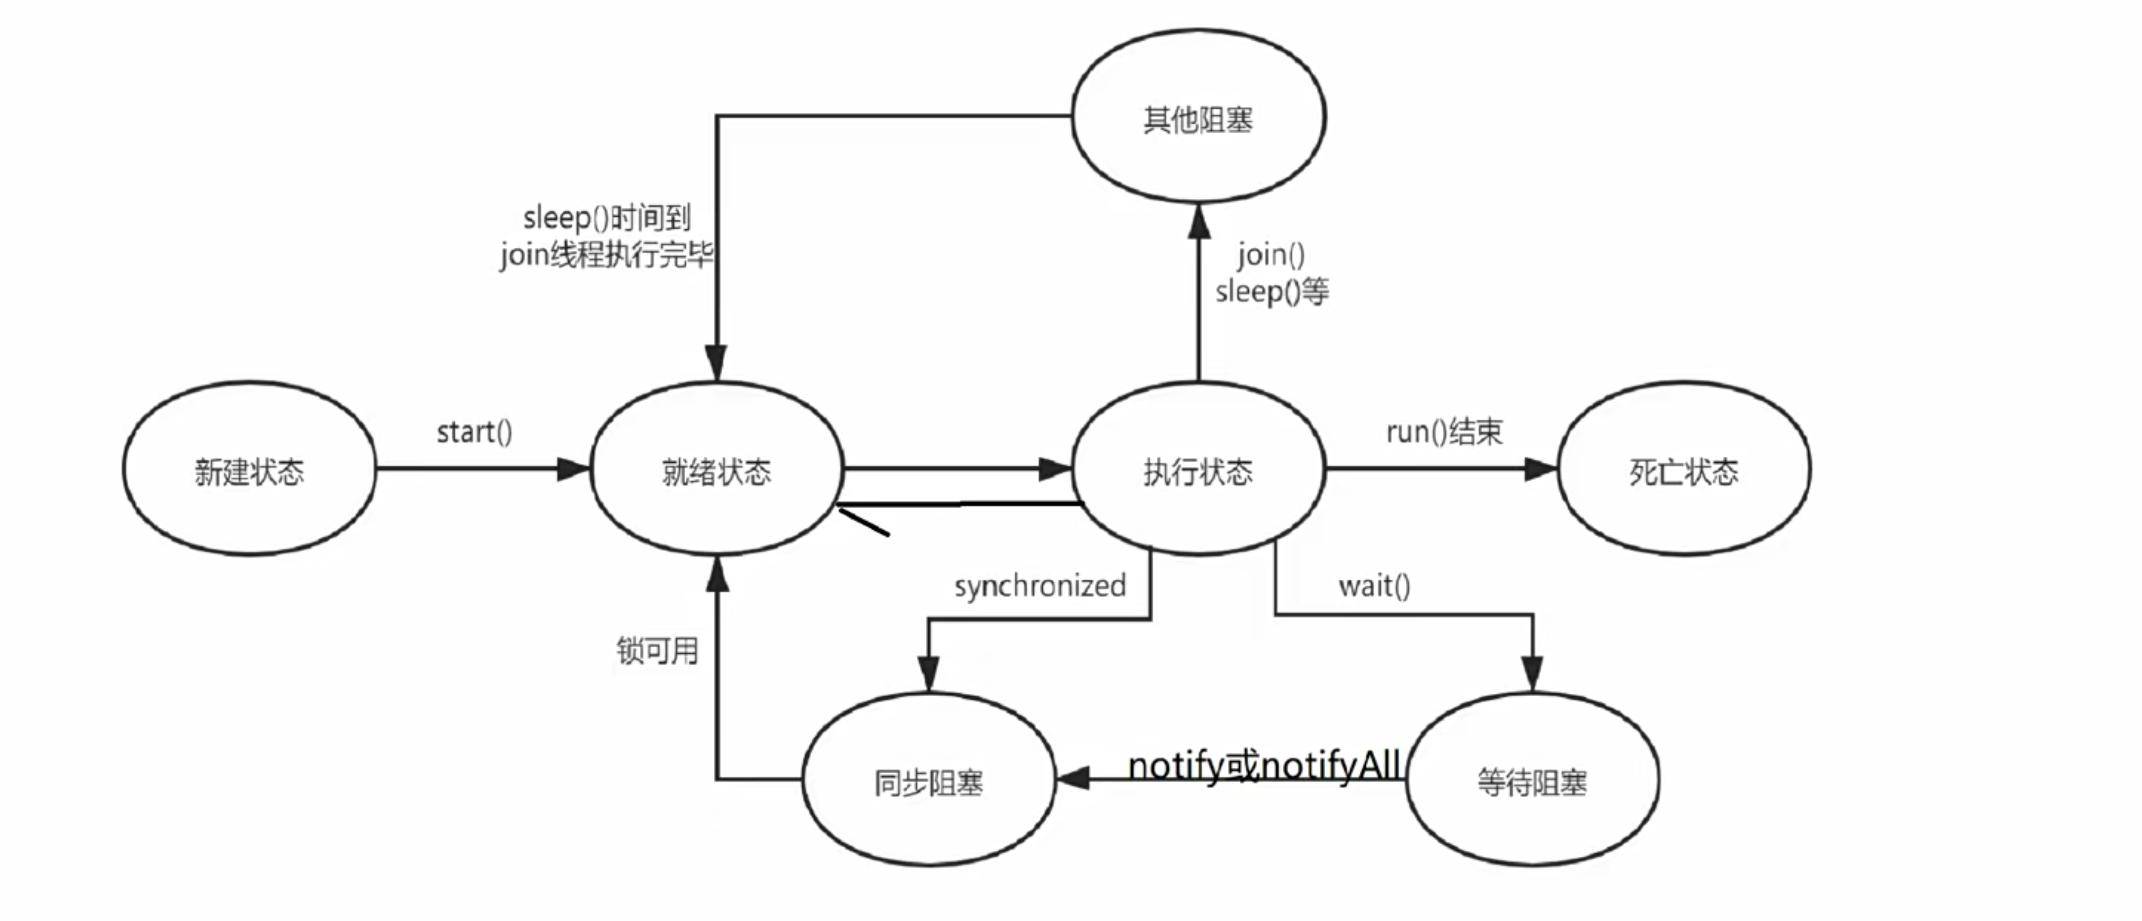 其他阻塞
sleep()时间到
join线程执行完毕
join()
sleep()等
新建状态
start()
就绪状态
执行状态
run()结束
死亡状态
synchronized
wait()
锁可用
同步阻塞
notify或notifyAll
等待阻塞